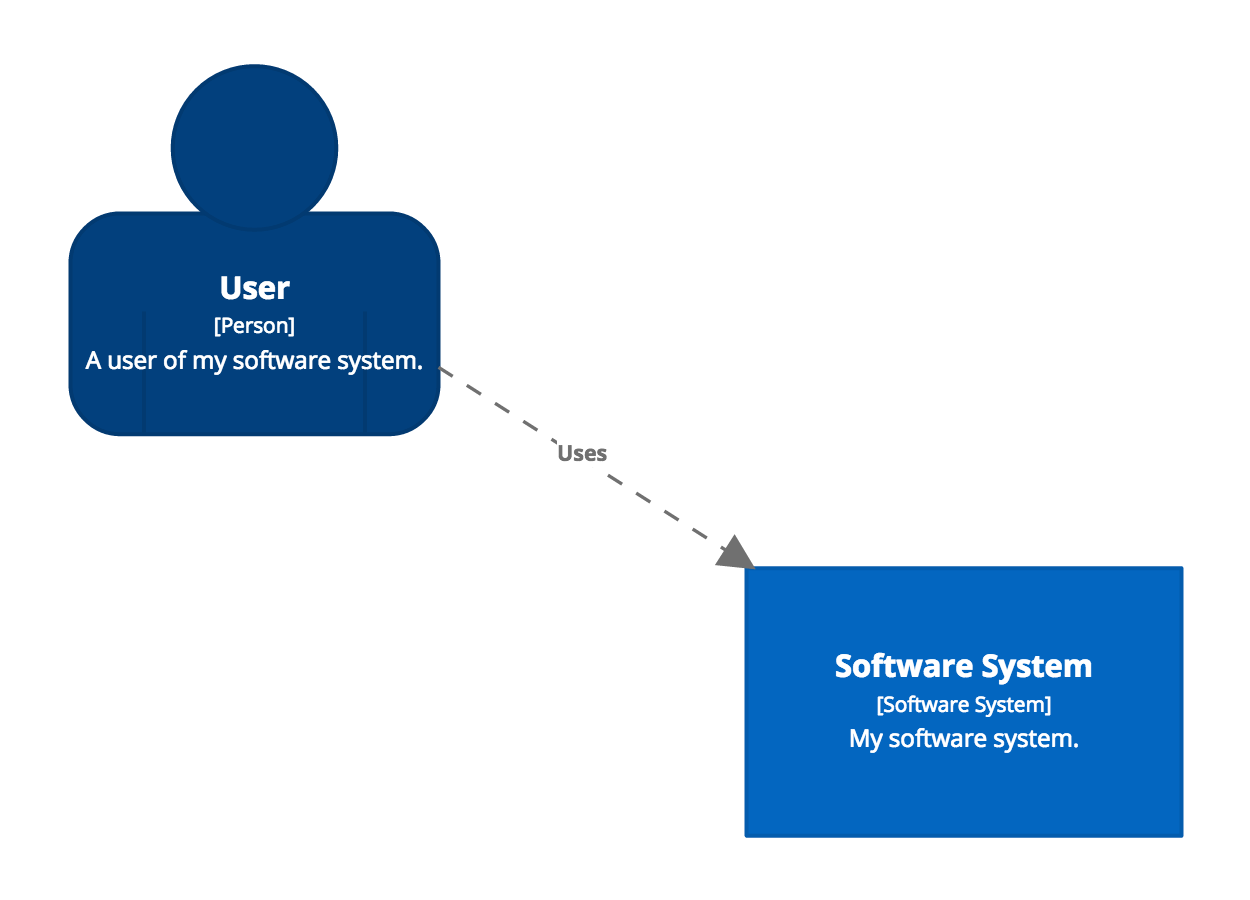 User
[Person]
A user of my software system.
Uses
Software System
[Software System]
My software system.